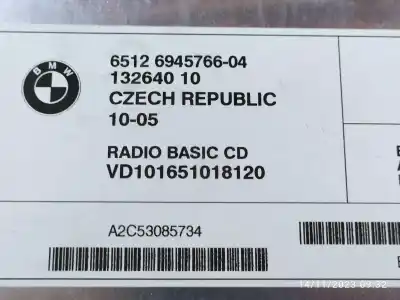 BMW
6512 6945766-04
132640 10
CZECH REPUBLIC
10-05
RADIO BASIC CD
VD101651018120
A2C53085734
14/11/2023 09:32